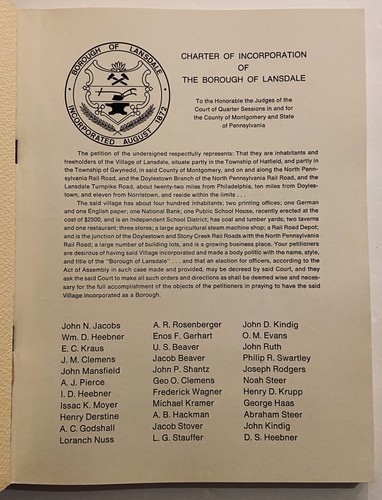 BOROUGH OF LANSDALE
INCORPORATED AUGUST 1872
CHARTER OF INCORPORATION
OF
THE BOROUGH OF LANSDALE
To the Honorable the Judges of the
Court of Quarter Sessions in and for
the County of Montgomery and State
of Pennsylvania
The petition of the undersigned respectfully represents: That they are inhabitants and
freeholders of the Village of Lansdale, situate partly in the Township of Hatfield, and partly in
the Township of Gwynedd, in said County of Montgomery, and on and along the North Penn-
sylvania Rail Road, and the Doylestown Branch of the North Pennsylvania Rail Road, and the
Lansdale Turnpike Road, about twenty-two miles from Philadelphia, ten miles from Doyles-
town, and eleven from Norristown, and reside within the limits . . . .
The said village has about four hundred inhabitants; two printing offices; one German
and one English paper; one National Bank; one Public School House, recently erected at the
cost of $2500, and is an Independent School District; has coal and lumber yards; two taverns
and one restaurant; three stores; a large agricultural steam machine shop; a Rail Road Depot;
and is the junction of the Doylestown and Stony Creek Rail Roads with the North Pennsylvania
Rail Road; a large number of building lots, and is a growing business place. Your petitioners
are desirous of having said Village incorporated and made a body politic with the name, style,
and title of the "Borough of Lansdale" . . . and that an election for officers, according to the
Act of Assembly in such case made and provided, may be decreed by said Court, and they
ask the said Court to make all such orders and directions as shall be deemed wise and neces-
sary for the full accomplishment of the objects of the petitioners in praying to have the said
Village incorporated as a Borough.
John N. Jacobs
Wm. D. Heebner
E. C. Kraus
J. M. Clemens
John Mansfield
A. J. Pierce
I. D. Heebner
Issac K. Moyer
Henry Derstine
A. C. Godshall
Loranch Nuss
A. R. Rosenberger
Enos F. Gerhart
U. S. Beaver
Jacob Beaver
John P. Shantz
Geo O. Clemens
Frederick Wagner
Michael Kramer
A. B. Hackman
Jacob Stover
L. G. Stauffer
John D. Kindig
O. M. Evans
John Ruth
Philip R. Swartley
Joseph Rodgers
Noah Steer
Henry D. Krupp
George Haas
Abraham Steer
John Kindig
D. S. Heebner